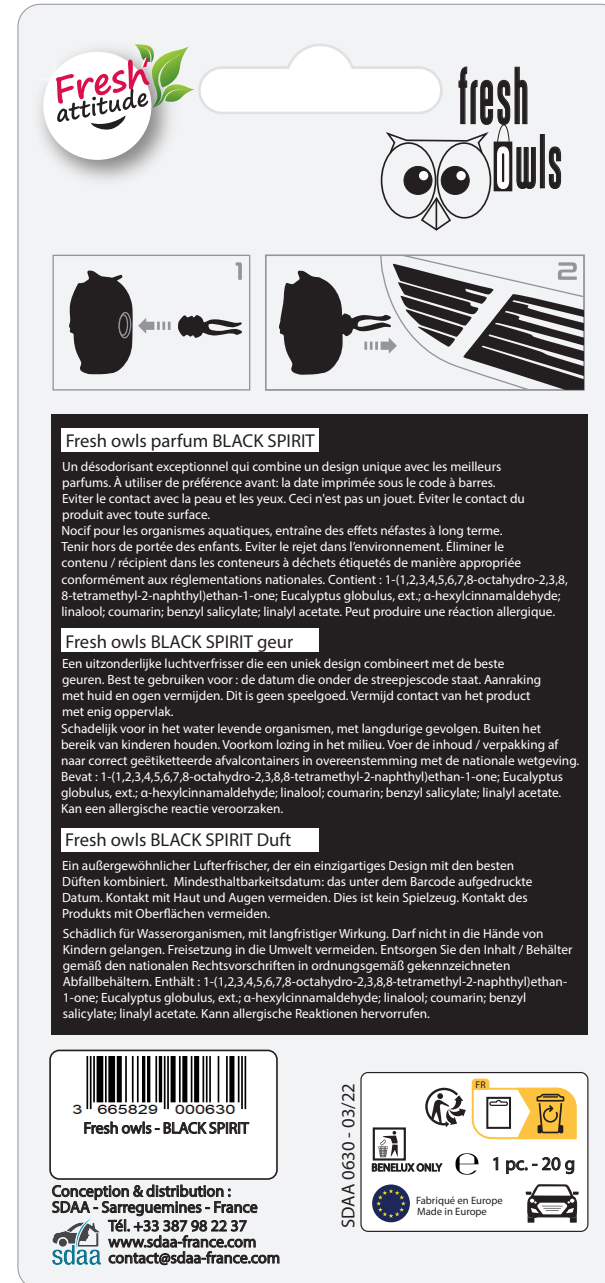 Fresh'
attitude
fresh
owls
1
2
Fresh owls parfum BLACK SPIRIT
Un désodorisant exceptionnel qui combine un design unique avec les meilleurs
parfums. À utiliser de préférence avant: la date imprimée sous le code à barres.
Eviter le contact avec la peau et les yeux. Ceci n'est pas un jouet. Éviter le contact du
produit avec toute surface.
Nocif pour les organismes aquatiques, entraîne des effets néfastes à long terme.
Tenir hors de portée des enfants. Eviter le rejet dans l'environnement. Éliminer le
contenu / récipient dans les conteneurs à déchets étiquetés de manière appropriée
conformément aux réglementations nationales. Contient : 1-(1,2,3,4,5,6,7,8-octahydro-2,3,8,
8-tetramethyl-2-naphthyl)ethan-1-one; Eucalyptus globulus, ext.; α-hexylcinnamaldehyde;
linalool; coumarin; benzyl salicylate; linalyl acetate. Peut produire une réaction allergique.
Fresh owls BLACK SPIRIT geur
Een uitzonderlijke luchtverfrisser die een uniek design combineert met de beste
geuren. Best te gebruiken voor : de datum die onder de streepjescode staat. Aanraking
met huid en ogen vermijden. Dit is geen speelgoed. Vermijd contact van het product
met enig oppervlak.
Schadelijk voor in het water levende organismen, met langdurige gevolgen. Buiten het
bereik van kinderen houden. Voorkom lozing in het milieu. Voer de inhoud / verpakking af
naar correct geëtiketteerde afvalcontainers in overeenstemming met de nationale wetgeving.
Bevat : 1-(1,2,3,4,5,6,7,8-octahydro-2,3,8,8-tetramethyl-2-naphthyl)ethan-1-one; Eucalyptus
globulus, ext.; α-hexylcinnamaldehyde; linalool; coumarin; benzyl salicylate; linalyl acetate.
Kan een allergische reactie veroorzaken.
Fresh owls BLACK SPIRIT Duft
Ein außergewöhnlicher Lufterfrischer, der ein einzigartiges Design mit den besten
Düften kombiniert. Mindesthaltbarkeitsdatum: das unter dem Barcode aufgedruckte
Datum. Kontakt mit Haut und Augen vermeiden. Dies ist kein Spielzeug. Kontakt des
Produkts mit Oberflächen vermeiden.
Schädlich für Wasserorganismen, mit langfristiger Wirkung. Darf nicht in die Hände von
Kindern gelangen. Freisetzung in die Umwelt vermeiden. Entsorgen Sie den Inhalt / Behälter
gemäß den nationalen Rechtsvorschriften in ordnungsgemäß gekennzeichneten
Abfallbehältern. Enthält : 1-(1,2,3,4,5,6,7,8-octahydro-2,3,8,8-tetramethyl-2-naphthyl)ethan-
1-one; Eucalyptus globulus, ext.; α-hexylcinnamaldehyde; linalool; coumarin; benzyl
salicylate; linalyl acetate. Kann allergische Reaktionen hervorrufen.
3 665829 000630
Fresh owls - BLACK SPIRIT
Conception & distribution :
SDAA - Sarreguemines - France
Tél. +33 387 98 22 37
www.sdaa-france.com
contact@sdaa-france.com
sdaa
SDAA 0630 - 03/22
FR
BENELUX ONLY
e 1 pc. - 20 g
Fabriqué en Europe
Made in Europe